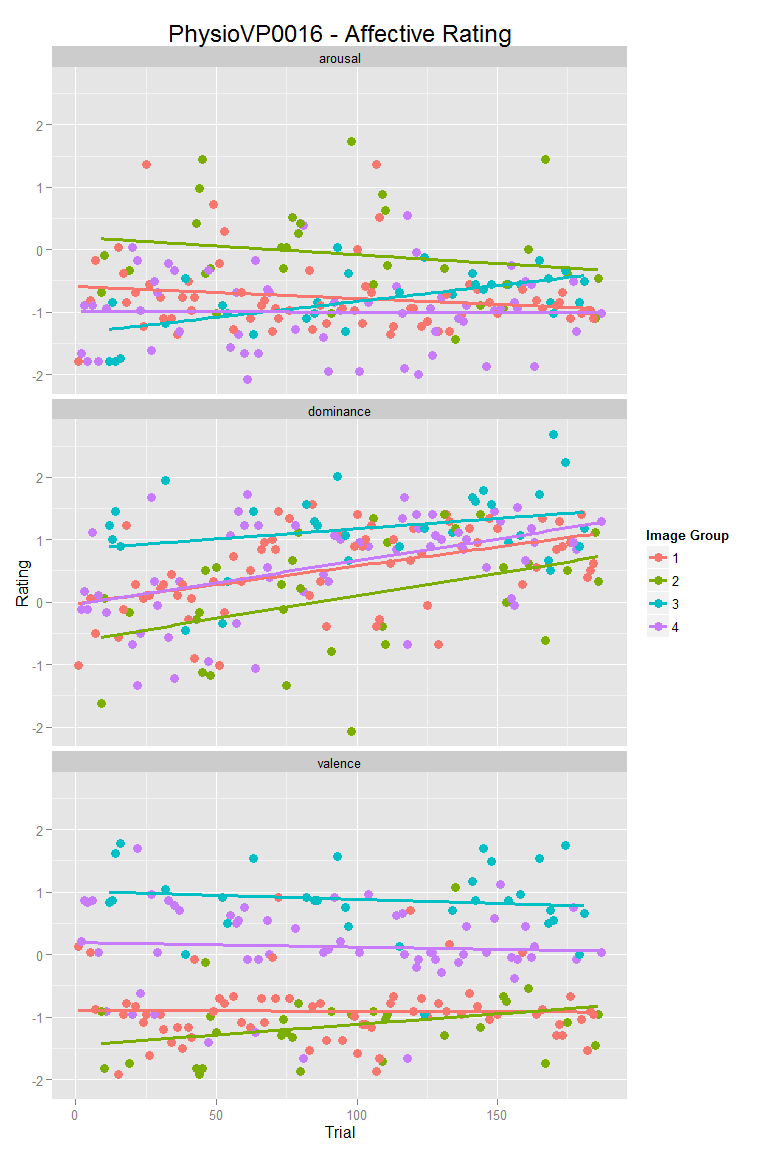 PhysioVP0016 - Affective Rating
arousal
2
1
0
-1
-2
dominance
2
1
0
-1
-2
valence
2
1
0
-1
-2
0 50 100 150
Trial
Rating
Image Group
1
2
3
4